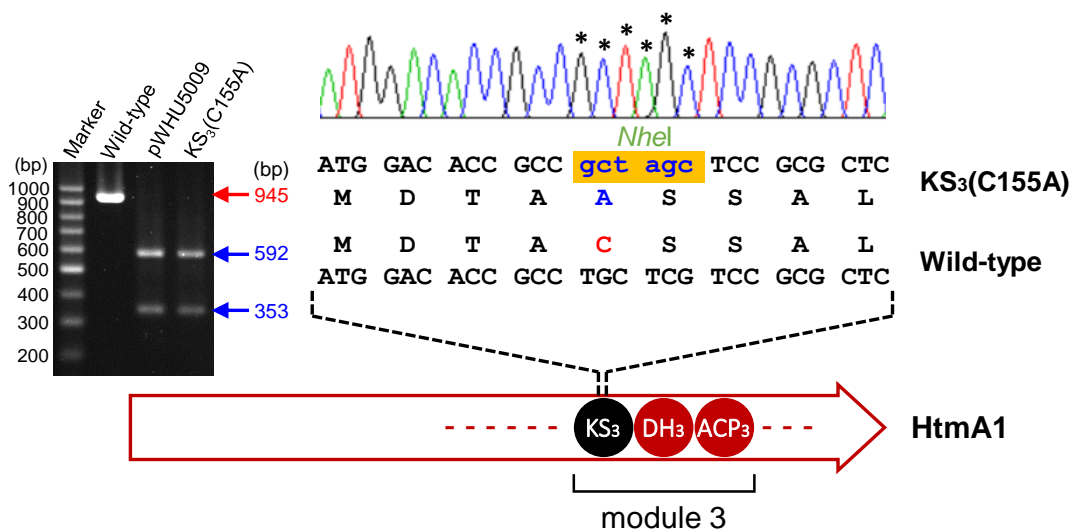 Marker
Wild-type
pWHU5009
KS3(C155A)
(bp)
1000
900
800
700
600
500
400
300
200
(bp)
945
592
353
* * * * * *
NheI
ATG GAC ACC GCC gct agc TCC GCG CTC
M D T A A S S A L
KS3(C155A)
M D T A C S S A L
Wild-type
ATG GAC ACC GCC TGC TCG TCC GCG CTC
KS3 DH3 ACP3
HtmA1
module 3